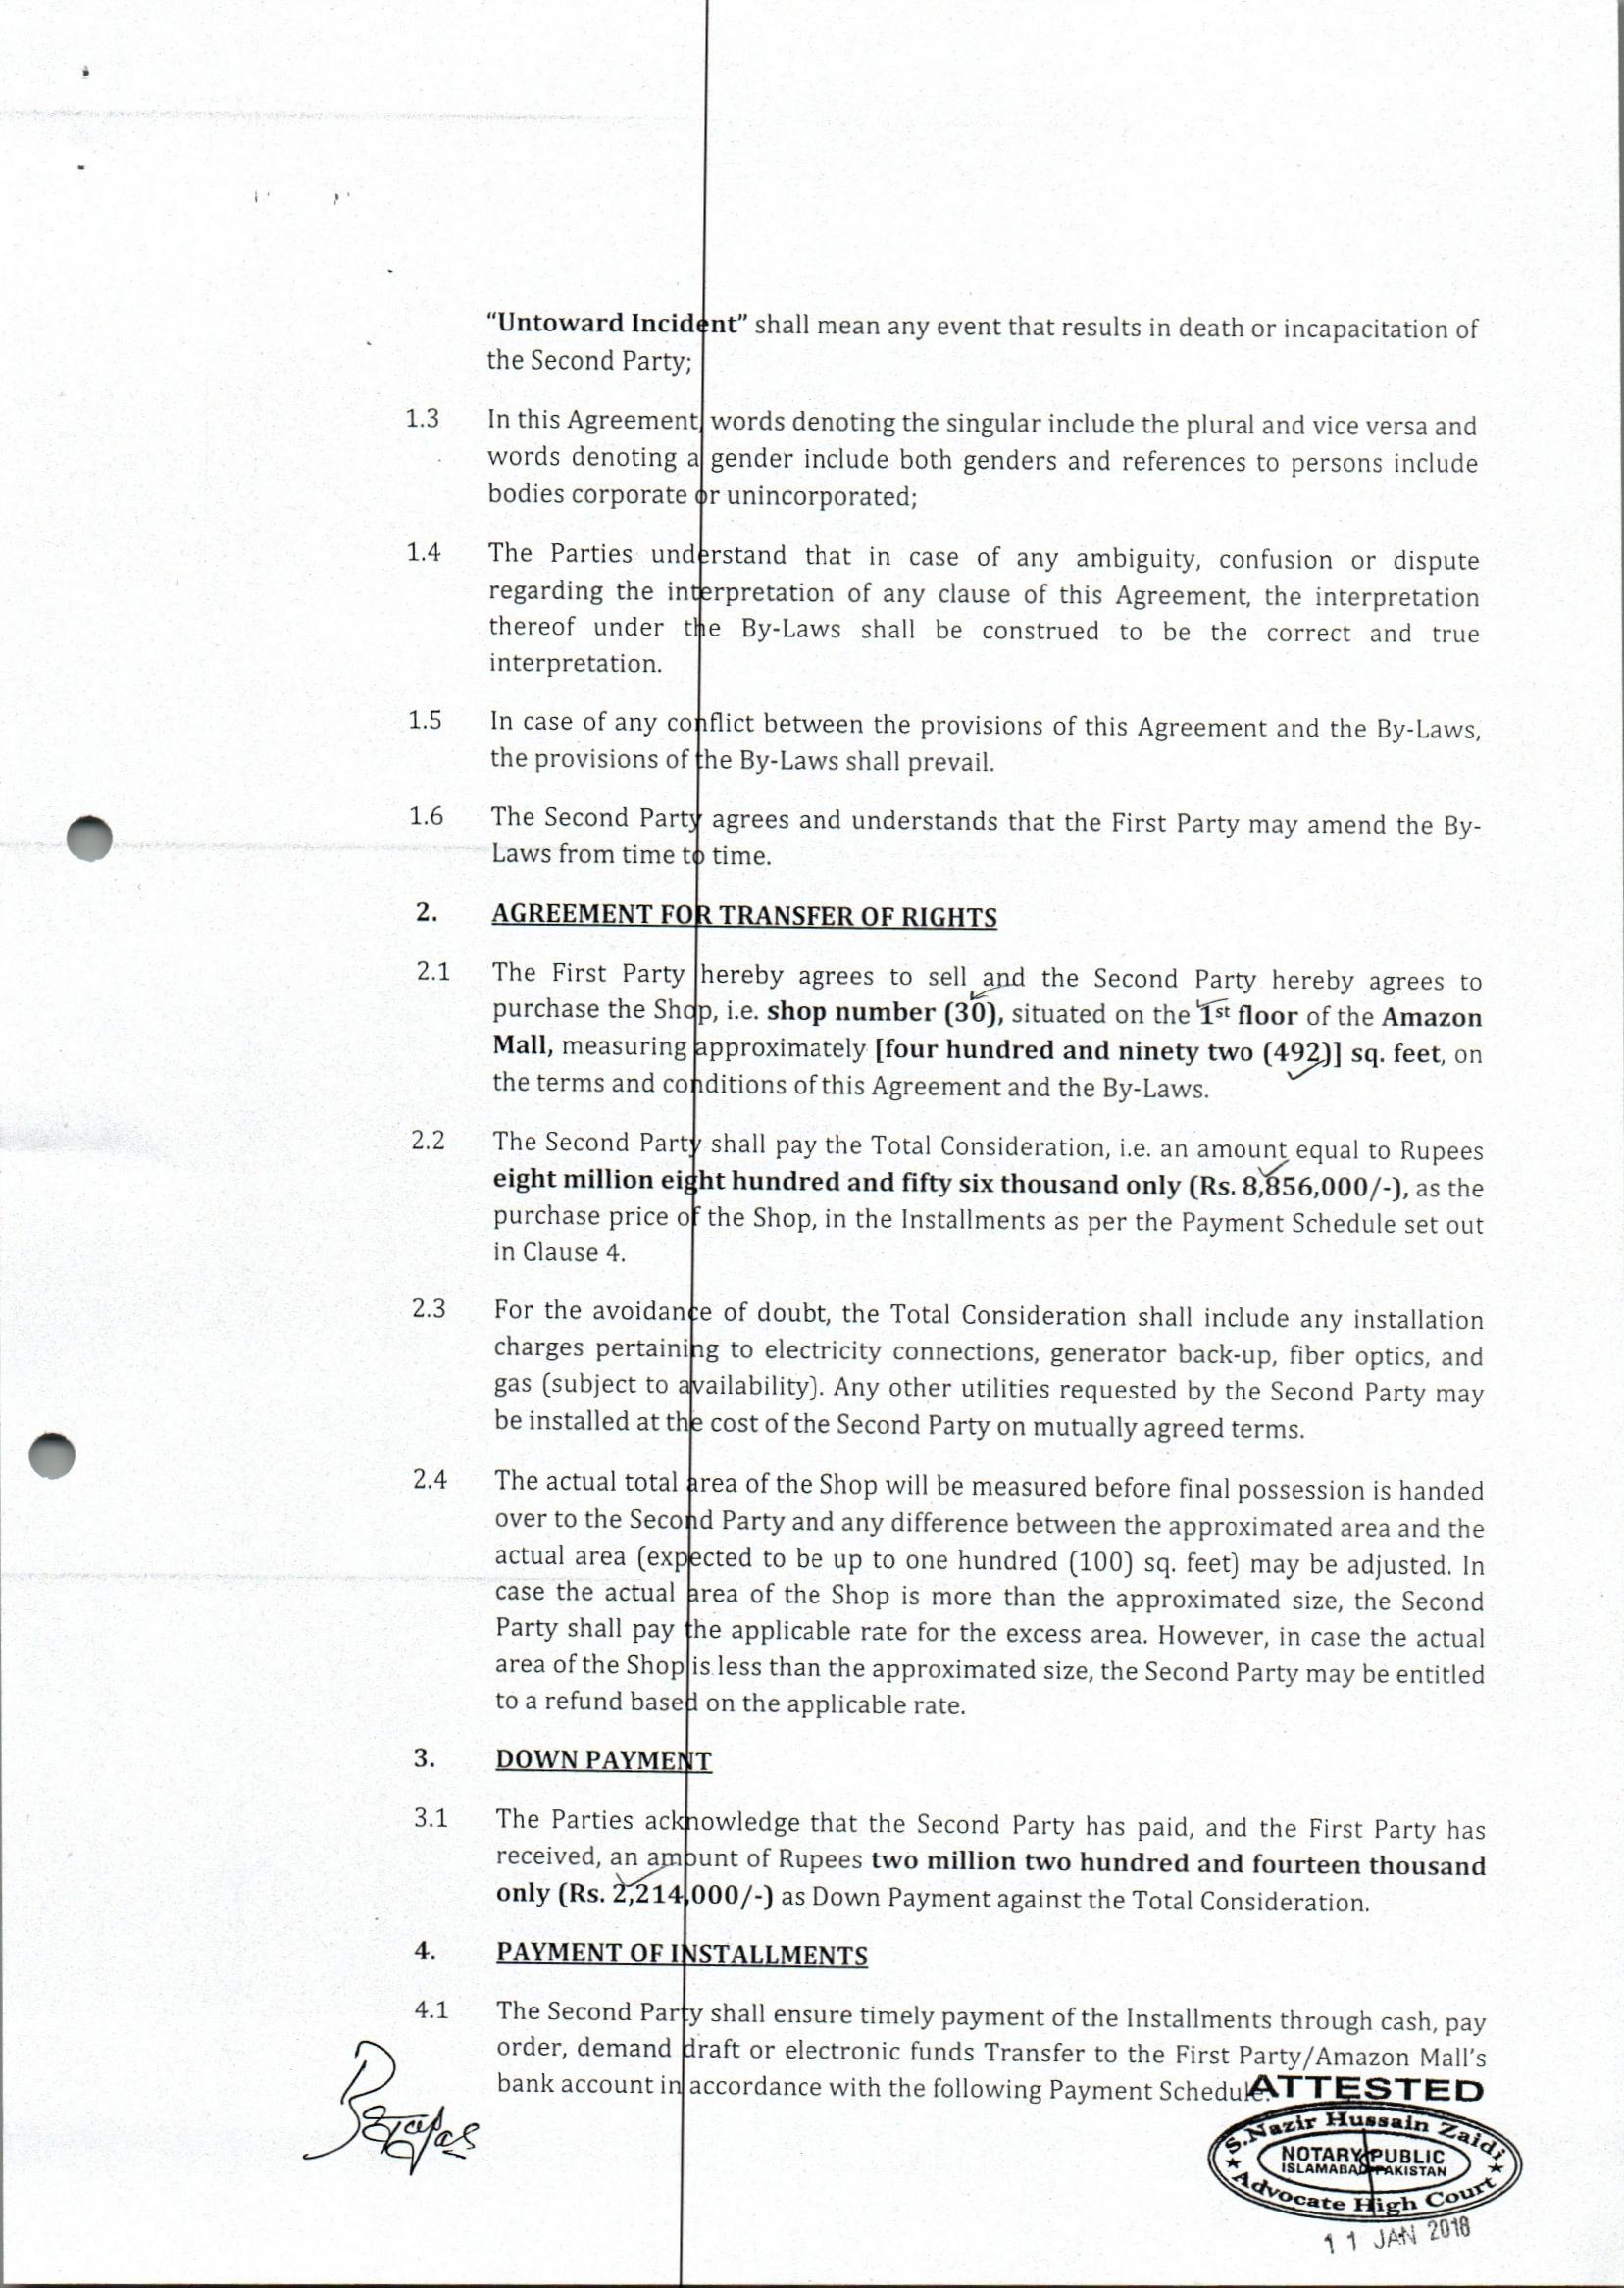 “Untoward Incident” shall mean any event that results in death or incapacitation of
the Second Party;
1.3 In this Agreement, words denoting the singular include the plural and vice versa and
words denoting a gender include both genders and references to persons include
bodies corporate or unincorporated;
1.4 The Parties understand that in case of any ambiguity, confusion or dispute
regarding the interpretation of any clause of this Agreement, the interpretation
thereof under the By-Laws shall be construed to be the correct and true
interpretation.
1.5 In case of any conflict between the provisions of this Agreement and the By-Laws,
the provisions of the By-Laws shall prevail.
1.6 The Second Party agrees and understands that the First Party may amend the By-
Laws from time to time.
2. AGREEMENT FOR TRANSFER OF RIGHTS
2.1 The First Party hereby agrees to sell and the Second Party hereby agrees to
purchase the Shop, i.e. shop number (30), situated on the 1st floor of the Amazon
Mall, measuring approximately [four hundred and ninety two (492)] sq. feet, on
the terms and conditions of this Agreement and the By-Laws.
2.2 The Second Party shall pay the Total Consideration, i.e. an amount equal to Rupees
eight million eight hundred and fifty six thousand only (Rs. 8,856,000/-), as the
purchase price of the Shop, in the Installments as per the Payment Schedule set out
in Clause 4.
2.3 For the avoidance of doubt, the Total Consideration shall include any installation
charges pertaining to electricity connections, generator back-up, fiber optics, and
gas (subject to availability). Any other utilities requested by the Second Party may
be installed at the cost of the Second Party on mutually agreed terms.
2.4 The actual total area of the Shop will be measured before final possession is handed
over to the Second Party and any difference between the approximated area and the
actual area (expected to be up to one hundred (100) sq. feet) may be adjusted. In
case the actual area of the Shop is more than the approximated size, the Second
Party shall pay the applicable rate for the excess area. However, in case the actual
area of the Shop is less than the approximated size, the Second Party may be entitled
to a refund based on the applicable rate.
3. DOWN PAYMENT
3.1 The Parties acknowledge that the Second Party has paid, and the First Party has
received, an amount of Rupees two million two hundred and fourteen thousand
only (Rs. 2,214,000/-) as Down Payment against the Total Consideration.
4. PAYMENT OF INSTALLMENTS
4.1 The Second Party shall ensure timely payment of the Installments through cash, pay
order, demand draft or electronic funds Transfer to the First Party/Amazon Mall’s
bank account in accordance with the following Payment Schedule.
ATTESTED
S.Nazir Hussain Zaidi
NOTARY PUBLIC
ISLAMABAD PAKISTAN
Advocate High Court
11 JAN 2018